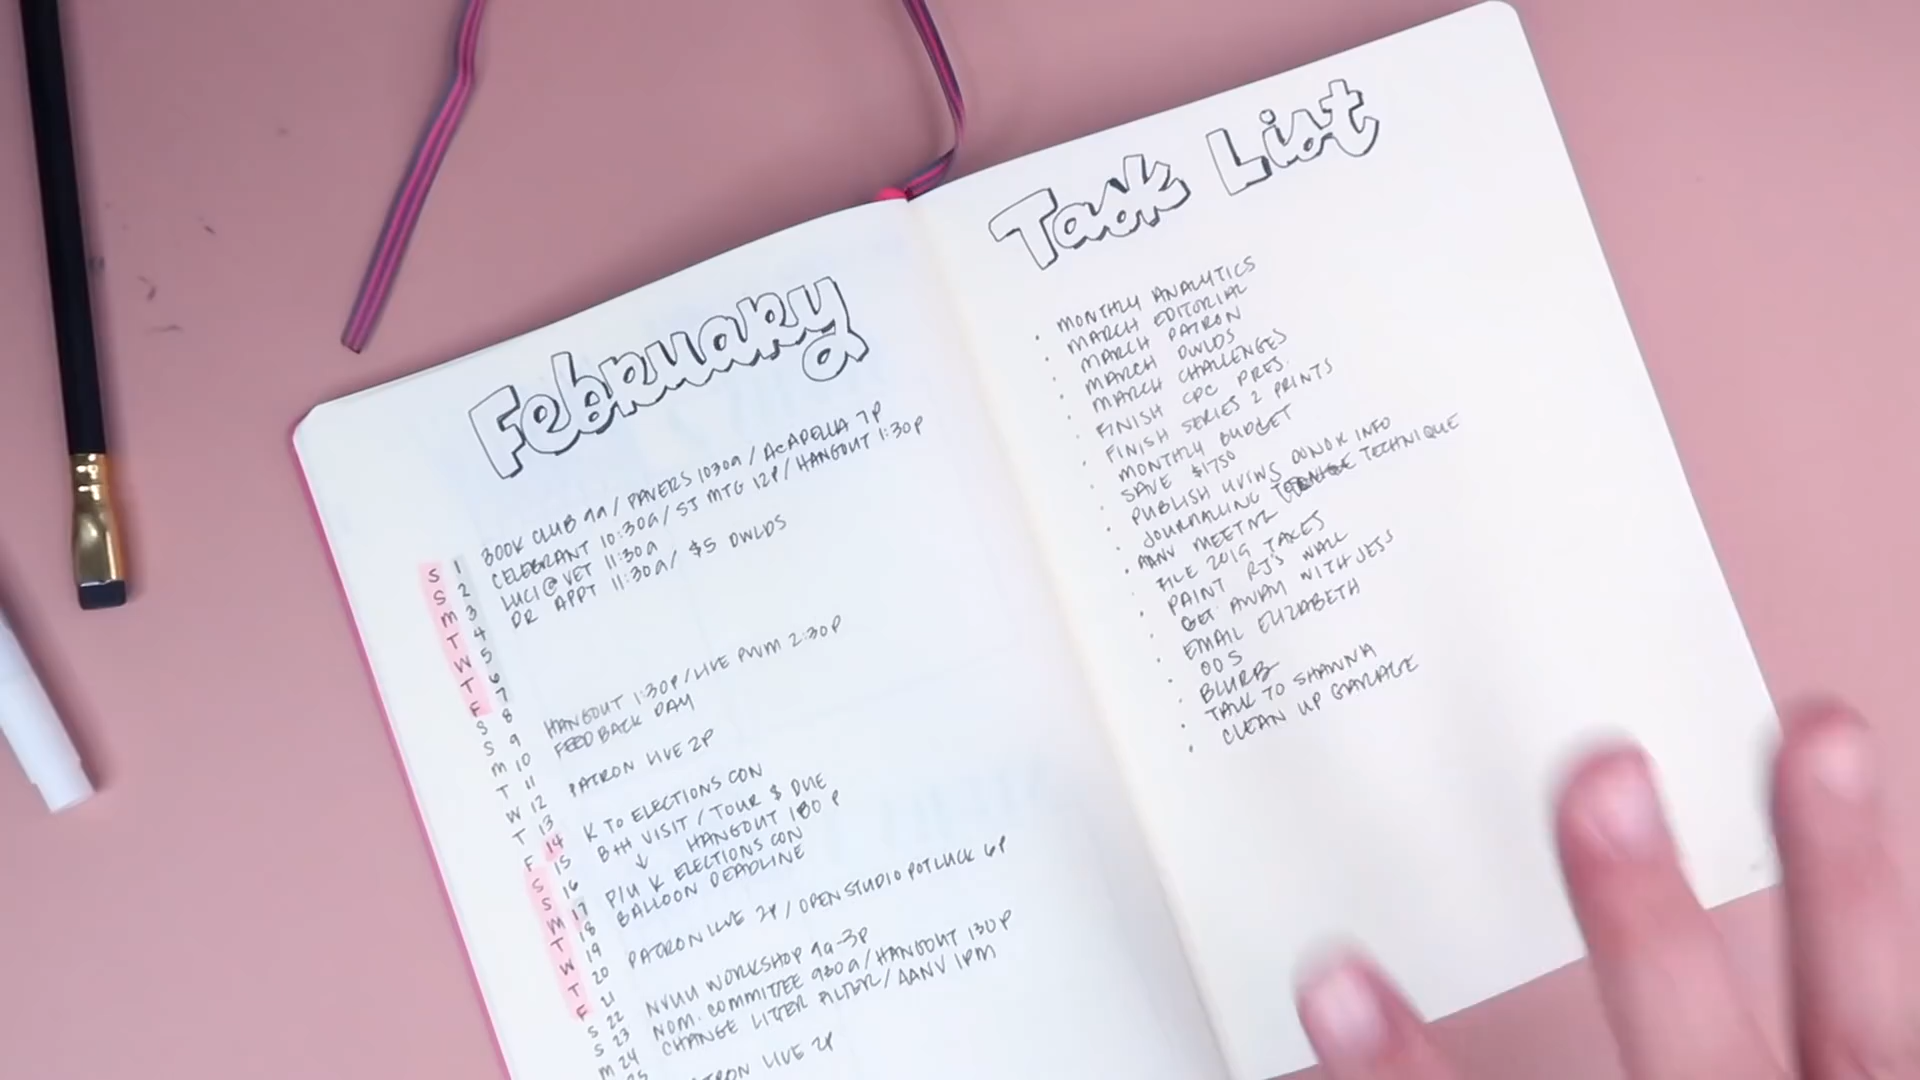 February
S 1 BOOK CLUB 9A / PAVERS 1030A / ACAPELLA 7P
S 2 CELEBRANT 10:30A / SJ MTG 12P / HANGOUT 1:30P
M 3 LUCI @ VET 11:30A
T 4 DR APPT 11:30A / $5 DWLDS
W 5
T 6
F 7
S 8
S 9 HANGOUT 1:30P / LIVE PWM 2:30P
M 10 FEEDBACK DAY
T 11
W 12 PATRON LIVE 2P
T 13
F 14 K TO ELECTIONS CON
S 15 B+H VISIT / TOUR $ DUE
S 16 ↓ HANGOUT 130 P
M 17 P/U K ELECTIONS CON
T 18 BALLOON DEADLINE
W 19
T 20 PATRON LIVE 2P / OPEN STUDIO POTLUCK 6P
F 21
S 22 NVUU WORKSHOP 9a-3P
S 23 NOM. COMMITTEE 930A / HANGOUT 130P
M 24 CHANGE LITTER FILTER / AANV 1PM
25
TRON LIVE 2P
Task List
· MONTHLY ANALYTICS
· MARCH EDITORIAL
· MARCH PATRON
· MARCH DWLDS
· MARCH CHALLENGES
· FINISH CPC PRES.
· FINISH SERIES 2 PRINTS
· MONTHLY BUDGET
· SAVE $1750
· PUBLISH INFO
· JOURNALLING TECHNIQUE
· AANV
· FILE 2019 TAXES
· PAINT RJ'S WALL
· GET AWAY WITH JESS
· EMAIL ELIZABETH
· OOS
· BLURB
· TALK TO SHAWNA
· CLEAN UP GARAGE